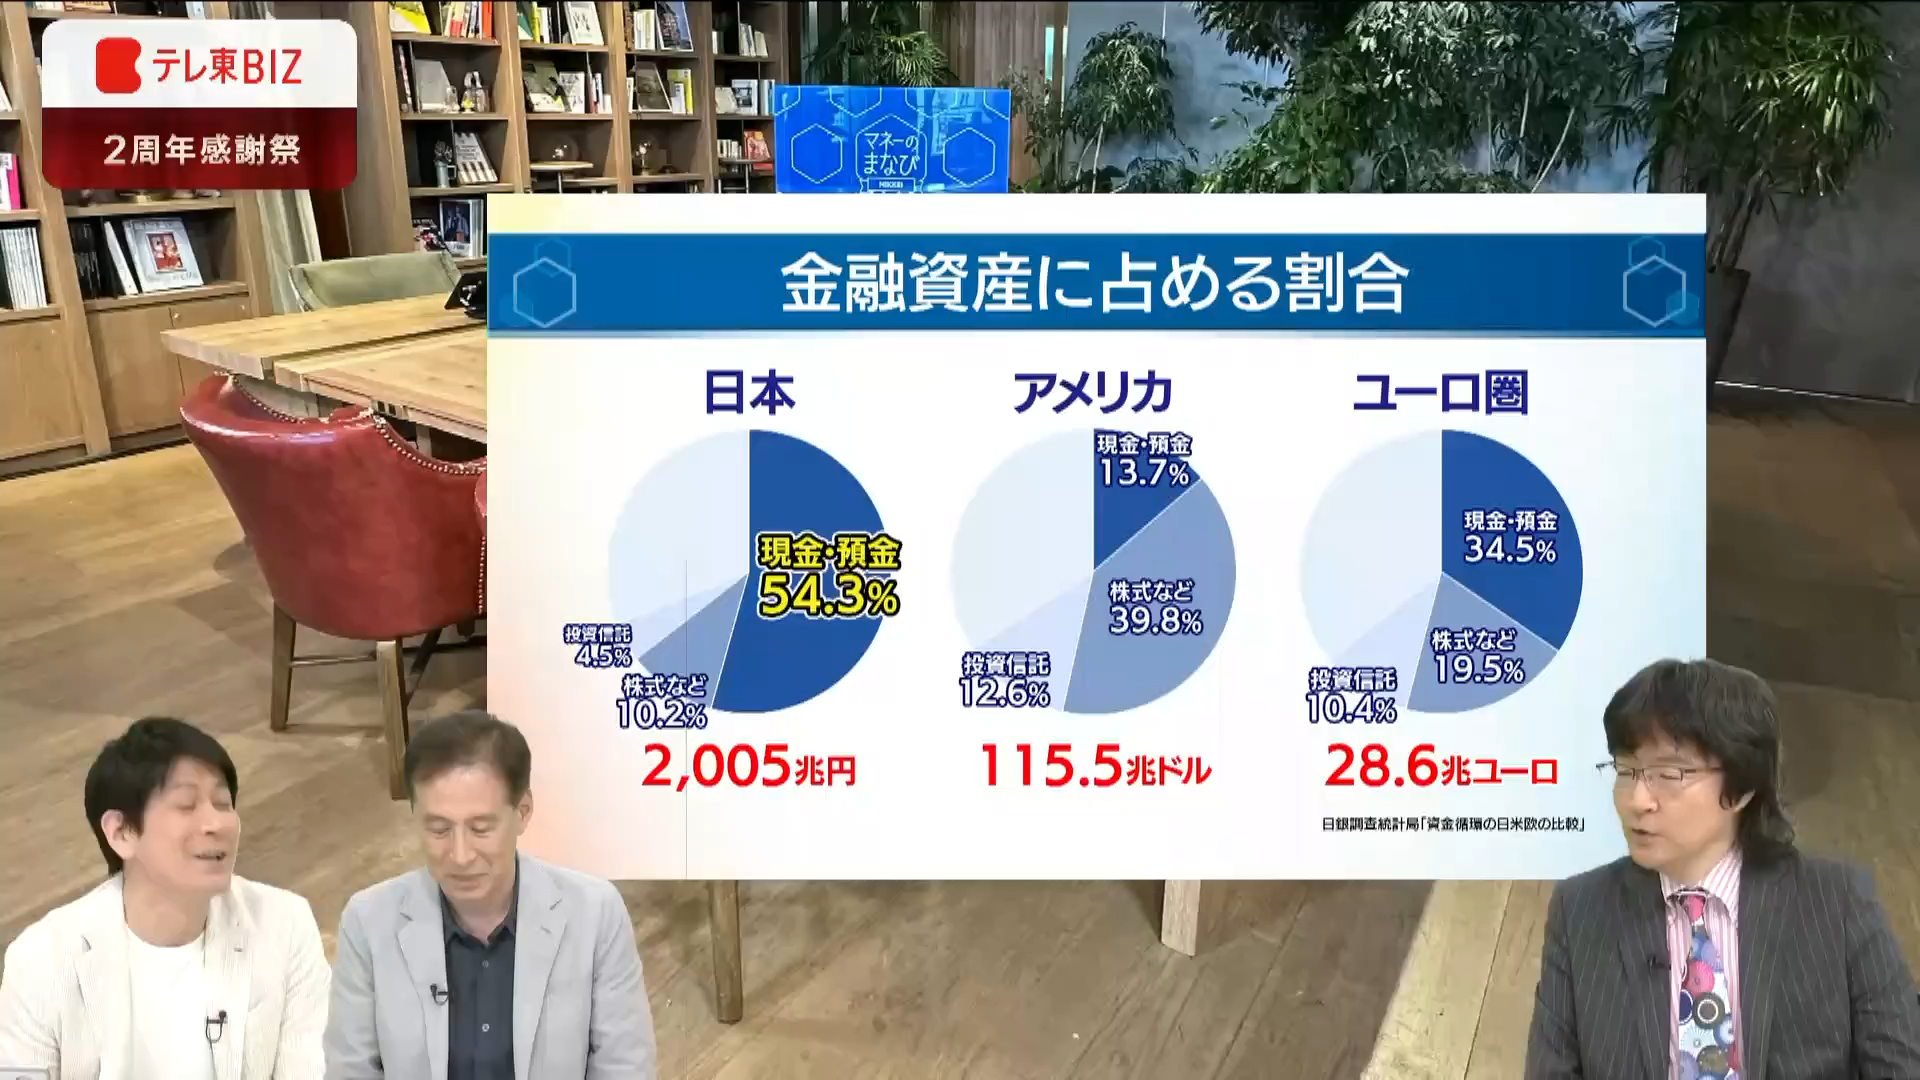 テレ東BIZ
2周年感謝祭
マネーの
まなび
NIKKEI
金融資産に占める割合
日本
現金・預金
54.3%
投資信託
4.5%
株式など
10.2%
2,005兆円
アメリカ
現金・預金
13.7%
株式など
39.8%
投資信託
12.6%
115.5兆ドル
ユーロ圏
現金・預金
34.5%
株式など
19.5%
投資信託
10.4%
28.6兆ユーロ
日銀調査統計局「資金循環の日米欧の比較」